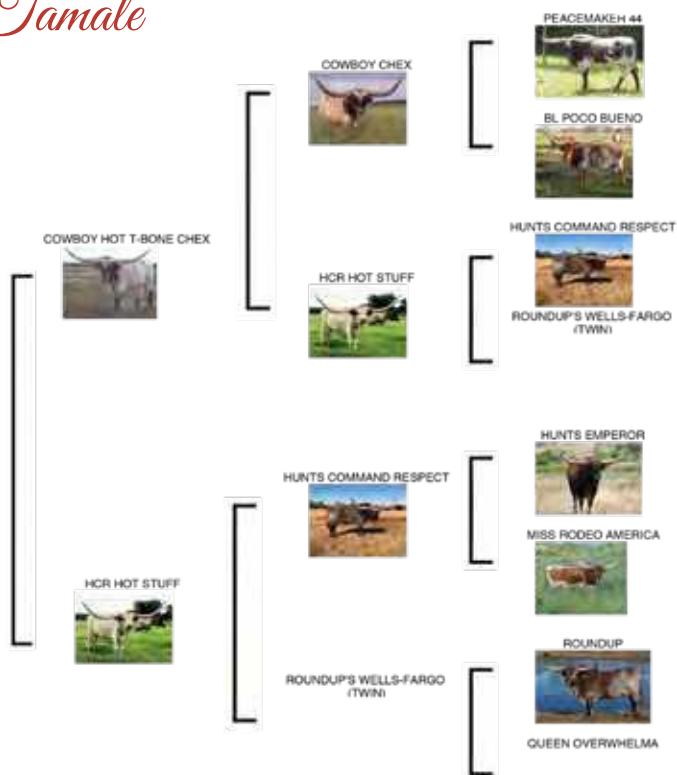 Tamale
PEACEMAKEH 44
COWBOY CHEX
BL POCO BUENO
HUNTS COMMAND RESPECT
COWBOY HOT T-BONE CHEX
HCR HOT STUFF
ROUNDUP'S WELLS-FARGO
(TWIN)
HUNTS EMPEROR
HUNTS COMMAND RESPECT
MISS RODEO AMERICA
HCR HOT STUFF
ROUNDUP
ROUNDUP'S WELLS-FARGO
(TWIN)
QUEEN OVERWHELMA